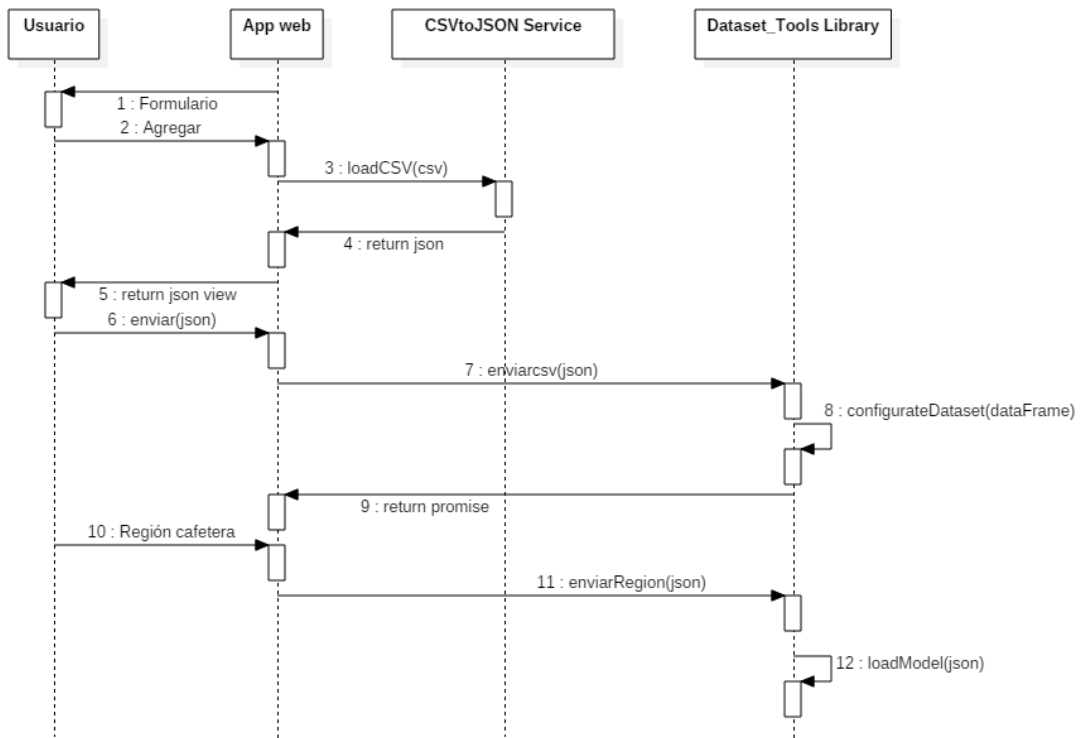 Usuario
App web
CSVtoJSON Service
Dataset_Tools Library
1 : Formulario
2 : Agregar
3 : loadCSV(csv)
4 : return json
5 : return json view
6 : enviar(json)
7 : enviarcsv(json)
8 : configurateDataset(dataFrame)
9 : return promise
10 : Región cafetera
11 : enviarRegion(json)
12 : loadModel(json)